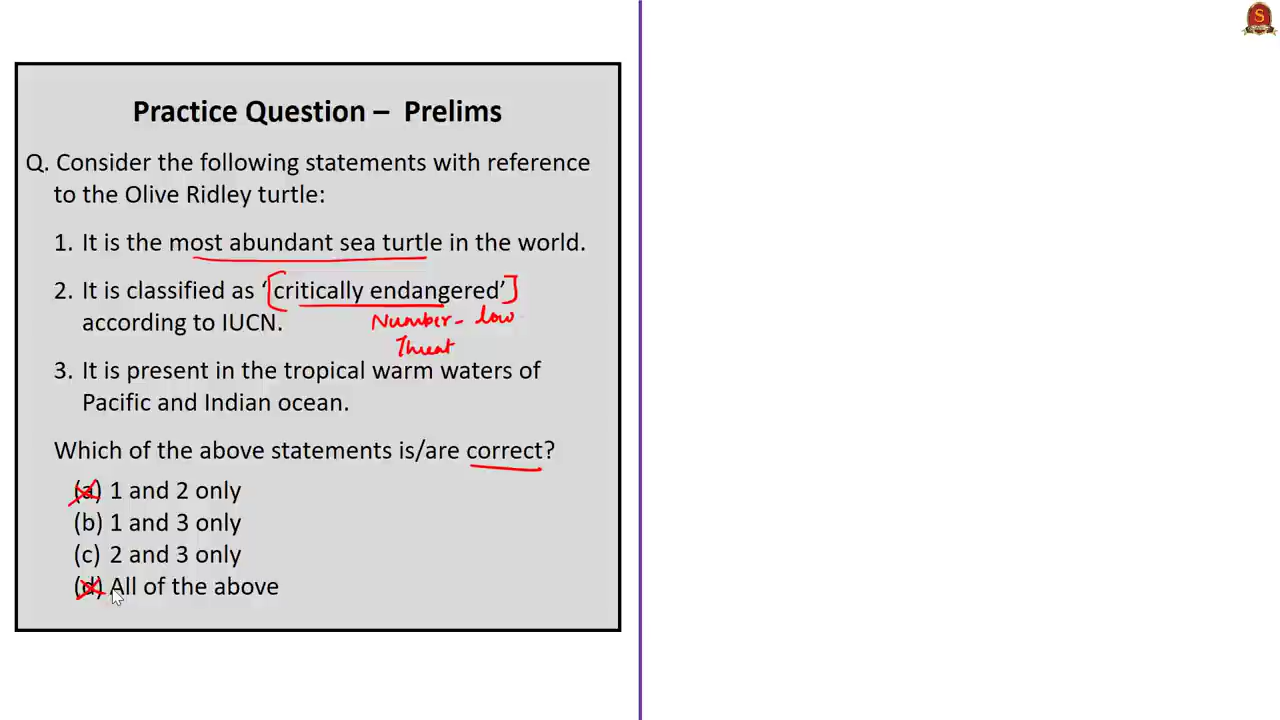 Practice Question – Prelims
Q. Consider the following statements with reference
to the Olive Ridley turtle:
1. It is the most abundant sea turtle in the world.
2. It is classified as ‘critically endangered’
according to IUCN.
Number - low
Threat
3. It is present in the tropical warm waters of
Pacific and Indian ocean.
Which of the above statements is/are correct?
(a) 1 and 2 only
(b) 1 and 3 only
(c) 2 and 3 only
(d) All of the above
S